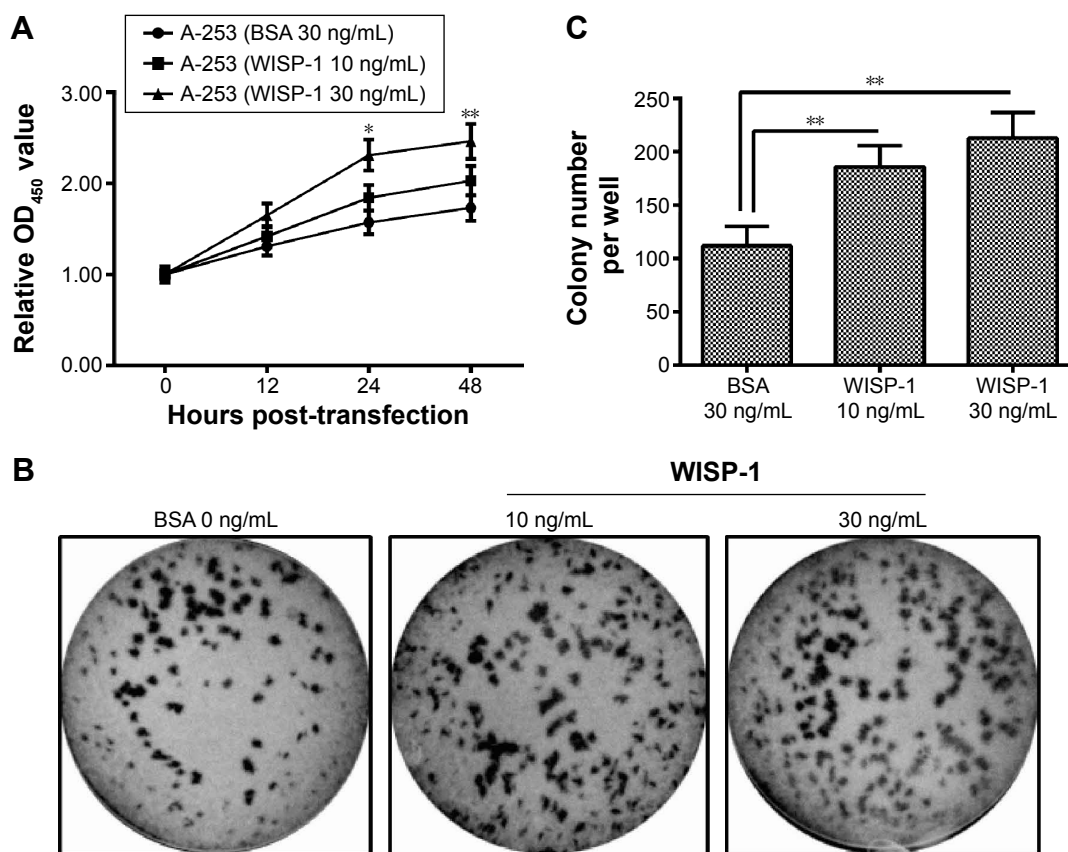 A
A-253 (BSA 30 ng/mL)
A-253 (WISP-1 10 ng/mL)
A-253 (WISP-1 30 ng/mL)
3.00
2.00
1.00
0.00
Relative OD450 value
*
**
0 12 24 48
Hours post-transfection
C
250
200
150
100
50
0
Colony number
per well
**
**
BSA
30 ng/mL
WISP-1
10 ng/mL
WISP-1
30 ng/mL
B
WISP-1
BSA 0 ng/mL
10 ng/mL
30 ng/mL